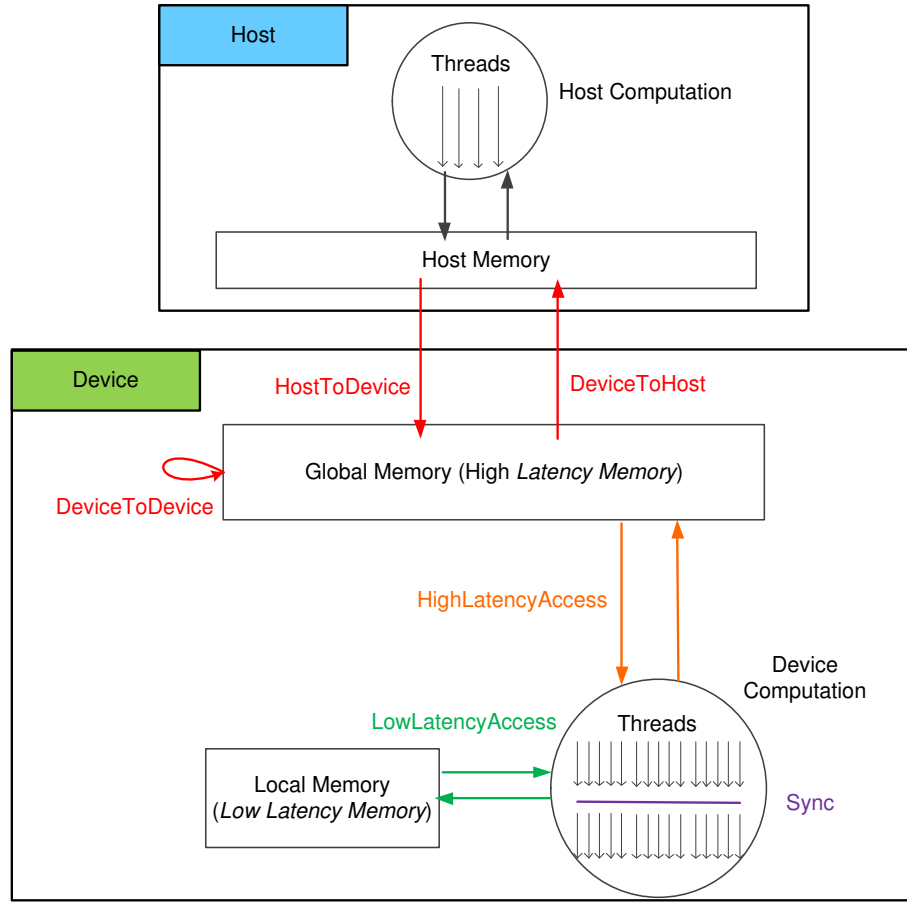 Host
Threads
Host Computation
Host Memory
Device
HostToDevice
DeviceToHost
Global Memory (High Latency Memory)
DeviceToDevice
HighLatencyAccess
Device
Computation
LowLatencyAccess
Threads
Local Memory
(Low Latency Memory)
Sync